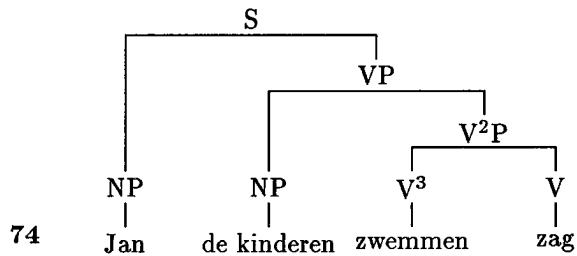 S
VP
V²P
NP NP V³ V
74 Jan de kinderen zwemmen zag